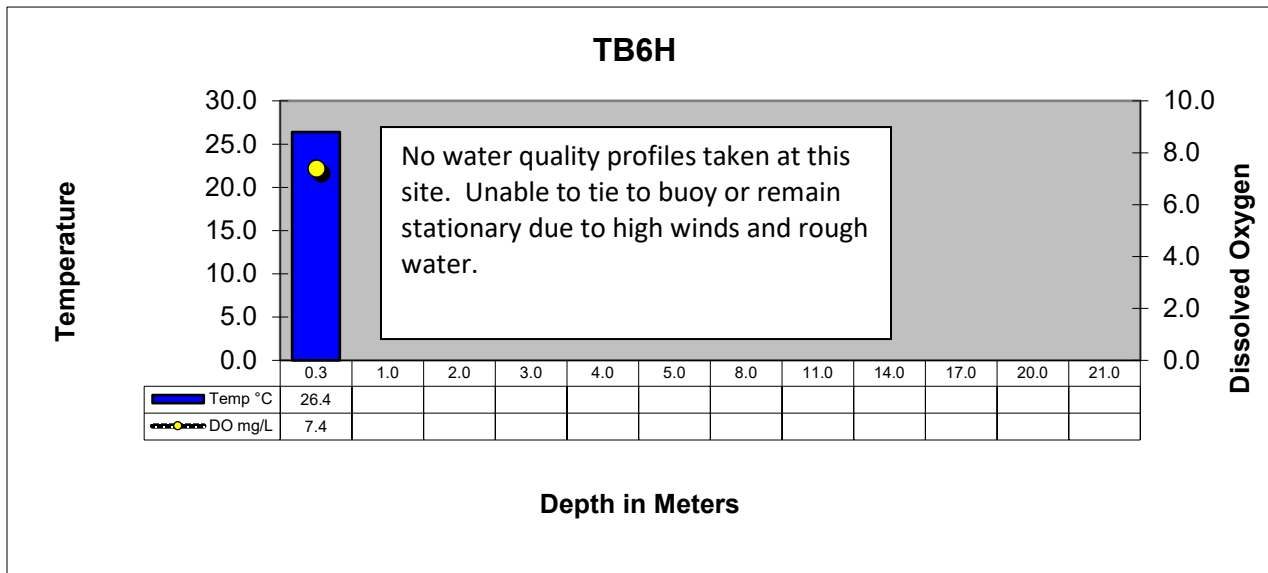 TB6H
30.0
25.0
20.0
15.0
10.0
5.0
0.0
Temperature
No water quality profiles taken at this
site. Unable to tie to buoy or remain
stationary due to high winds and rough
water.
10.0
8.0
6.0
4.0
2.0
0.0
Dissolved Oxygen
0.3 1.0 2.0 3.0 4.0 5.0 8.0 11.0 14.0 17.0 20.0 21.0
Temp °C 26.4
DO mg/L 7.4
Depth in Meters